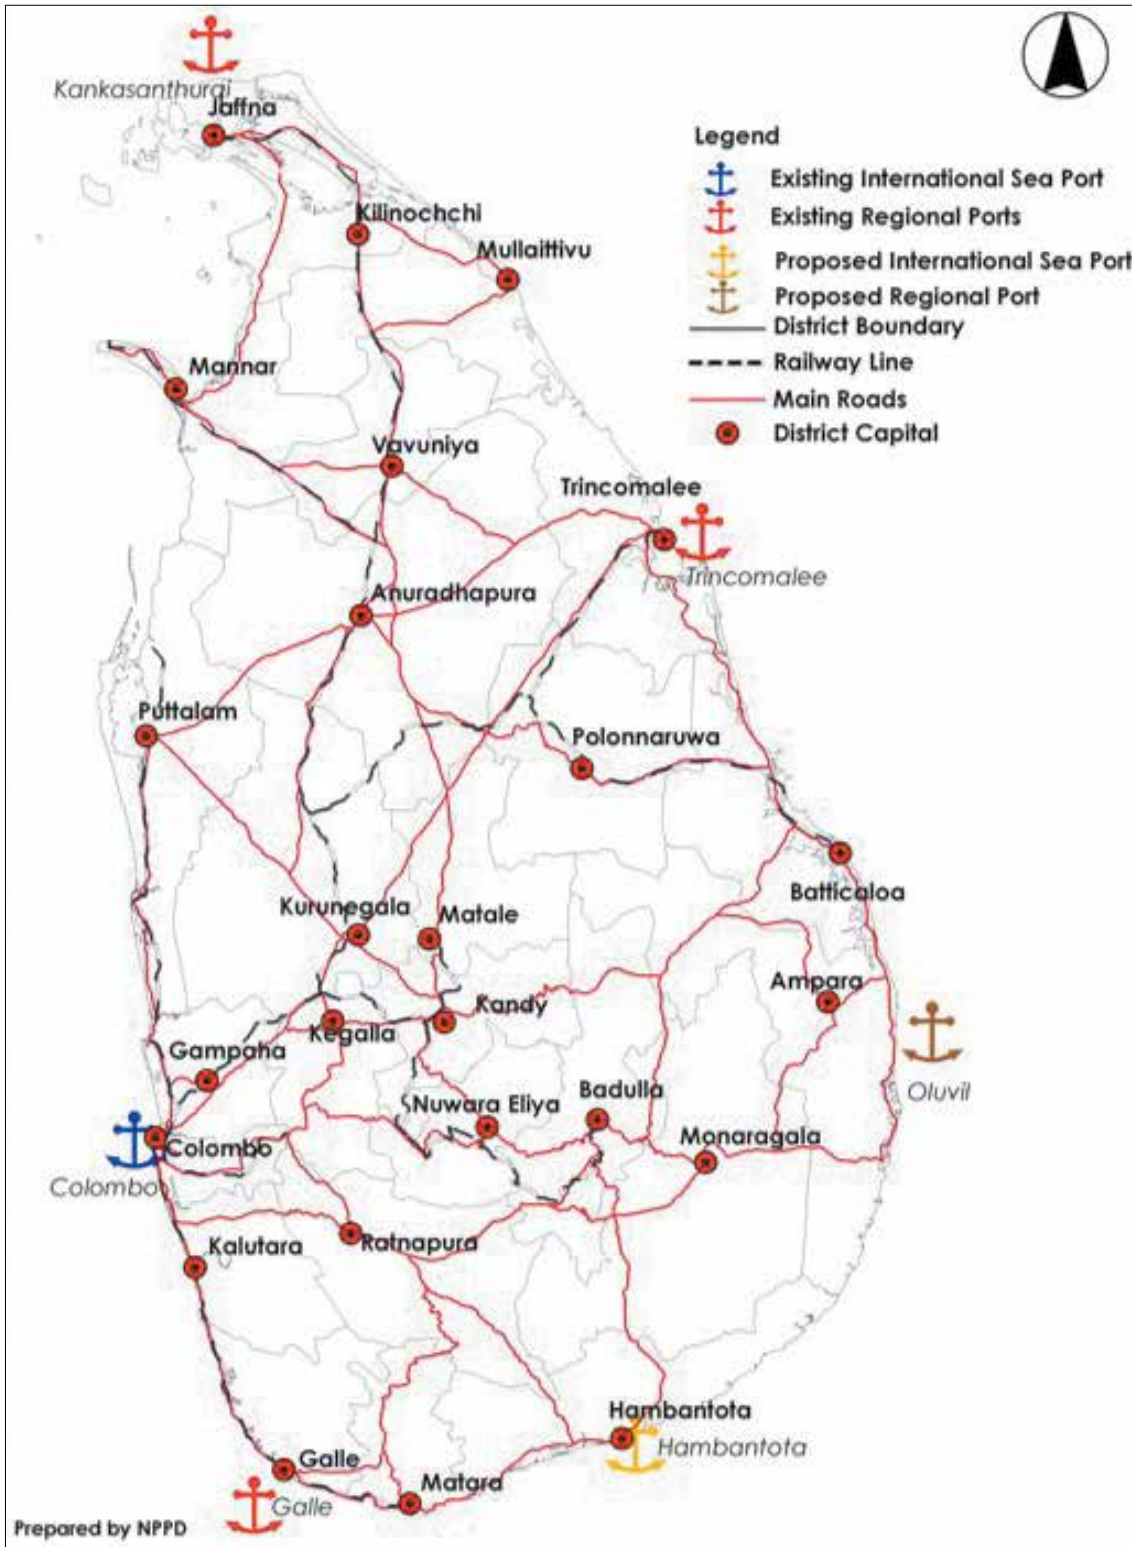 Kankasanthurai
Jaffna
Legend
Existing International Sea Port
Existing Regional Ports
Proposed International Sea Port
Proposed Regional Port
District Boundary
Railway Line
Main Roads
District Capital
Kilinochchi
Mullaittivu
Mannar
Vavuniya
Trincomalee
Trincomalee
Anuradhapura
Puttalam
Polonnaruwa
Batticaloa
Kurunegala
Matale
Ampara
Kandy
Kegalla
Gampaha
Oluvil
Nuwara Eliya
Badulla
Monaragala
Colombo
Colombo
Kalutara
Ratnapura
Hambantota
Hambantota
Galle
Matara
Galle
Prepared by NPPD